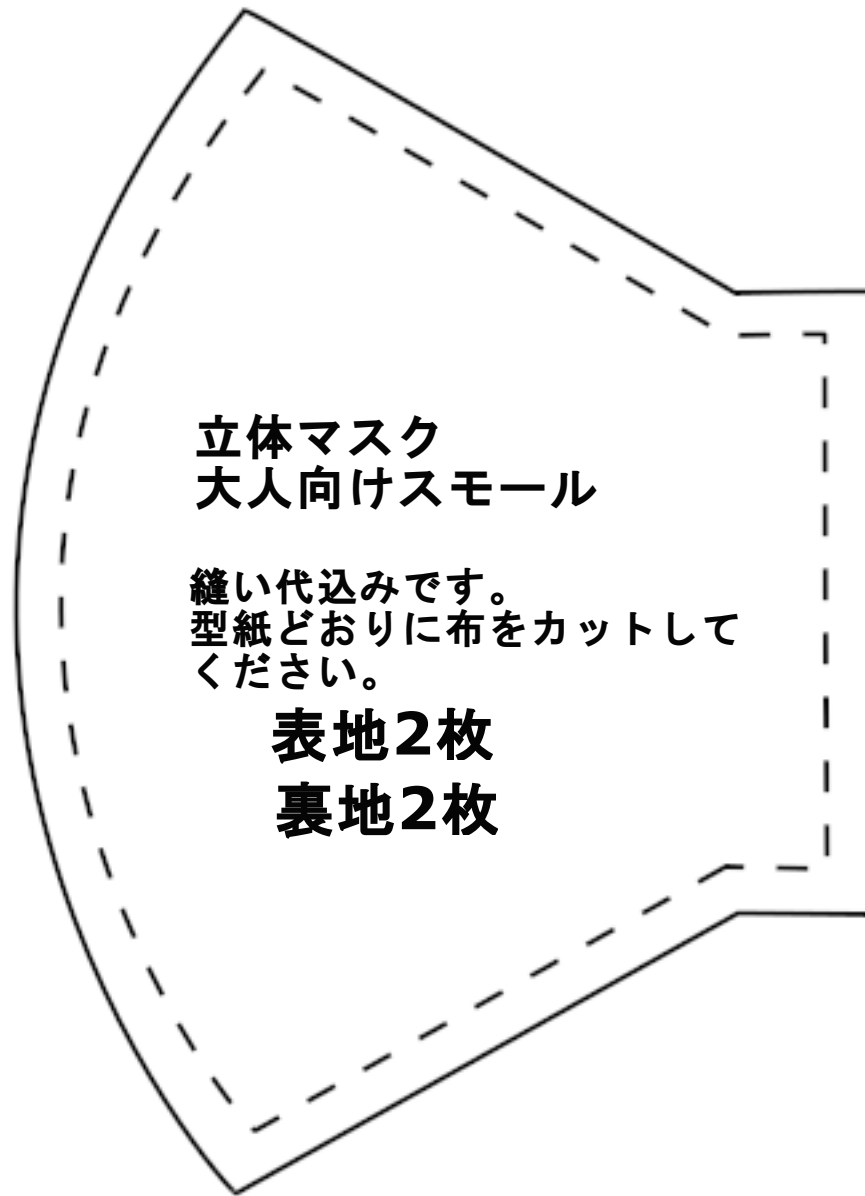 立体マスク
大人向けスモール
縫い代込みです。
型紙どおりに布をカットして
ください。
表地2枚
裏地2枚